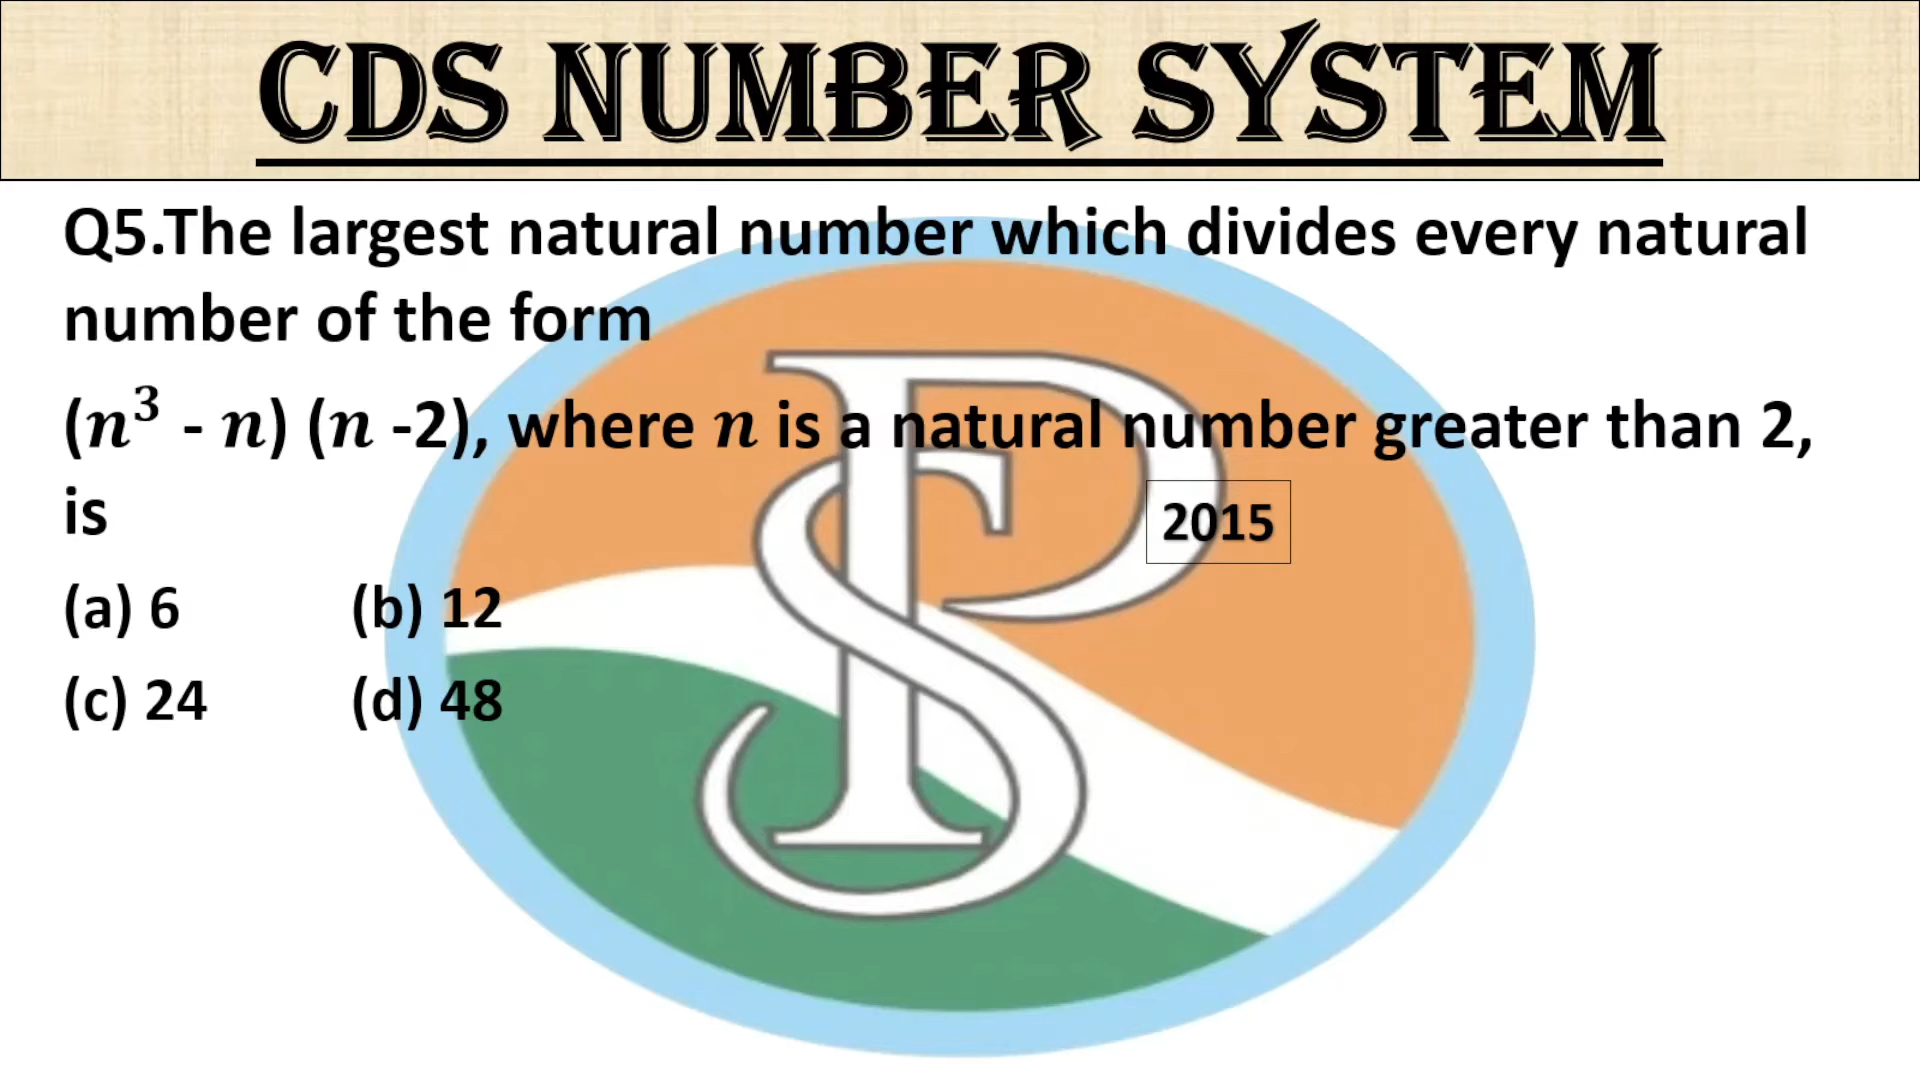 CDS NUMBER SYSTEM
Q5.The largest natural number which divides every natural
number of the form
(n³ - n) (n -2), where n is a natural number greater than 2,
is
2015
(a) 6 (b) 12
(c) 24 (d) 48